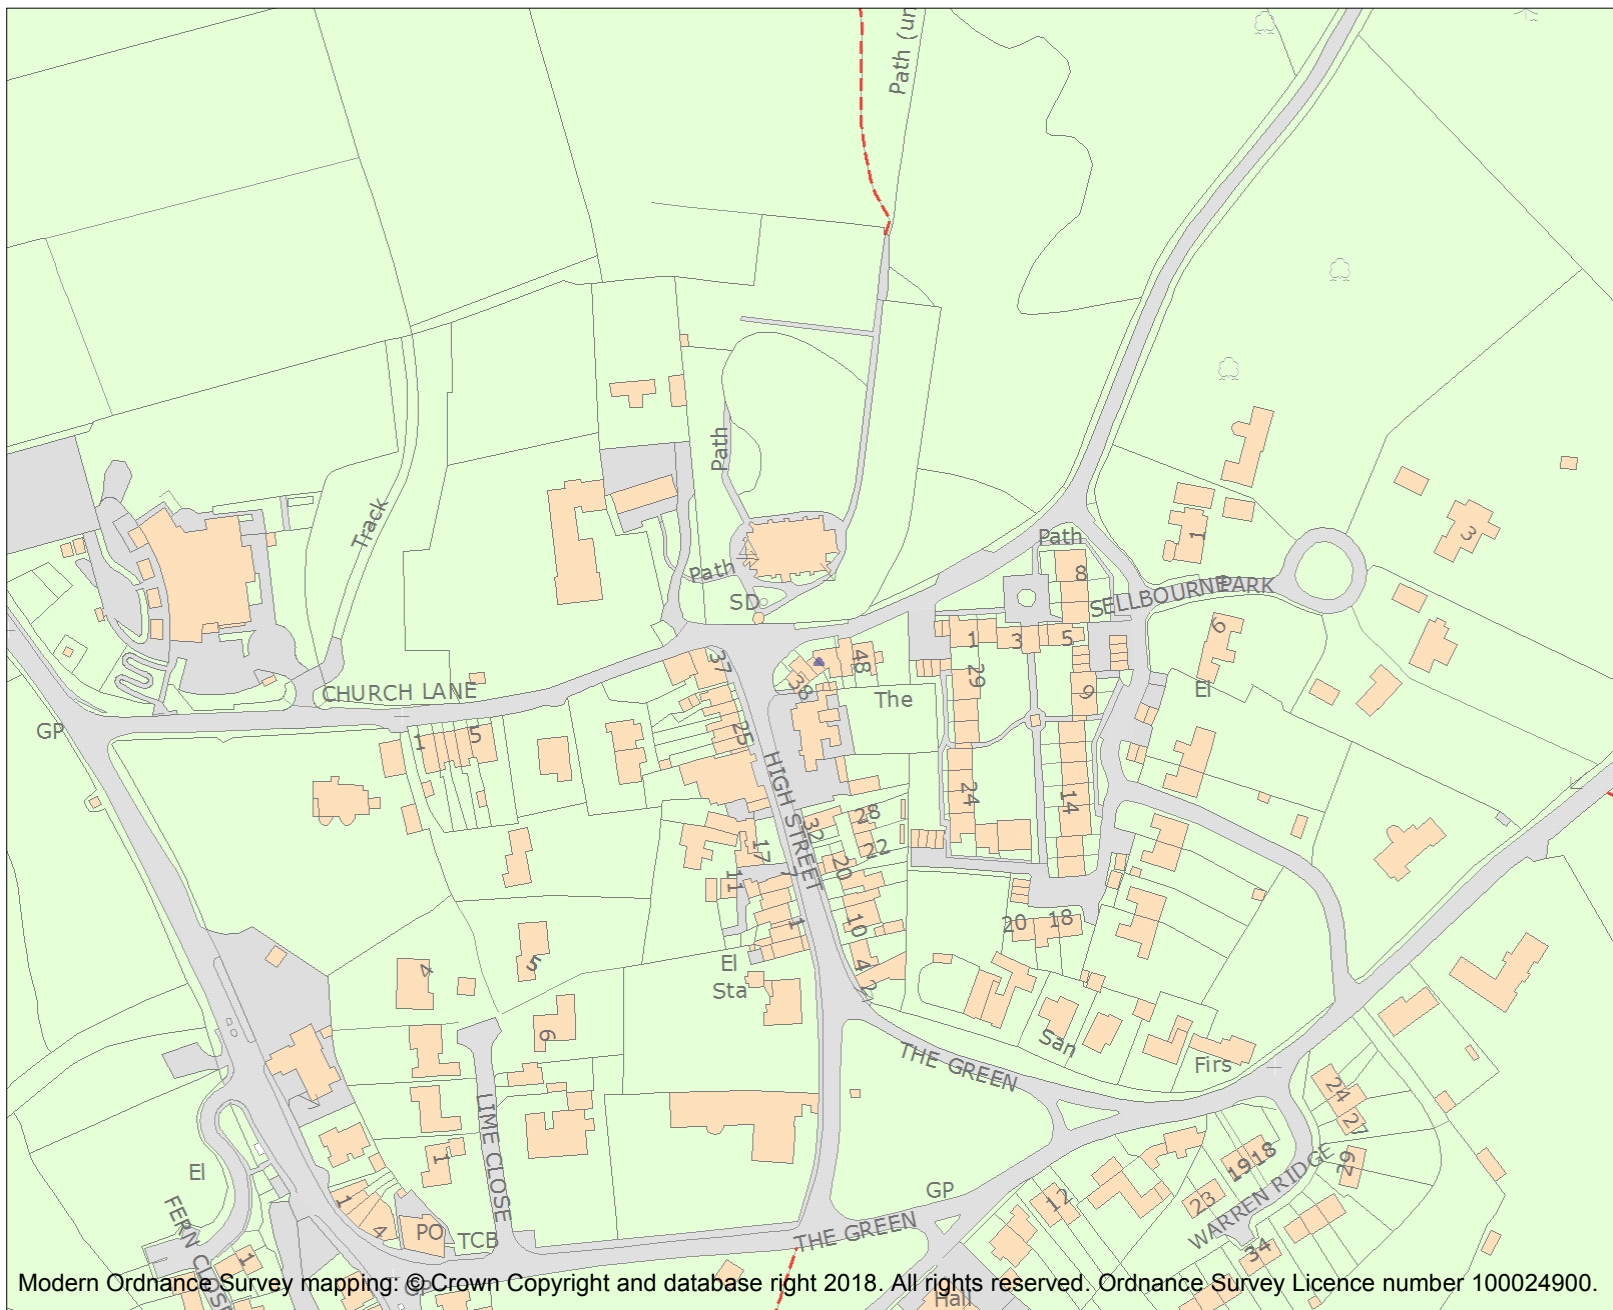 Path (un
Path
Track
Path
SD
Path
SELLBOURNE PARK
1
8
3
6
1
3
5
29
9
El
37
38
48
The
CHURCH LANE
GP
1
5
25
HIGH STREET
24
14
32
28
22
20
17
11
7
1
10
4
2
20
18
4
5
6
El
Sta
San
Firs
THE GREEN
LIME CLOSE
1
El
FERN CLOSE
1
4
PO
TCB
1
GP
THE GREEN
GP
12
19
18
23
24
27
29
WARREN RIDGE
34
Hall
Modern Ordnance Survey mapping: © Crown Copyright and database right 2018. All rights reserved. Ordnance Survey Licence number 100024900.